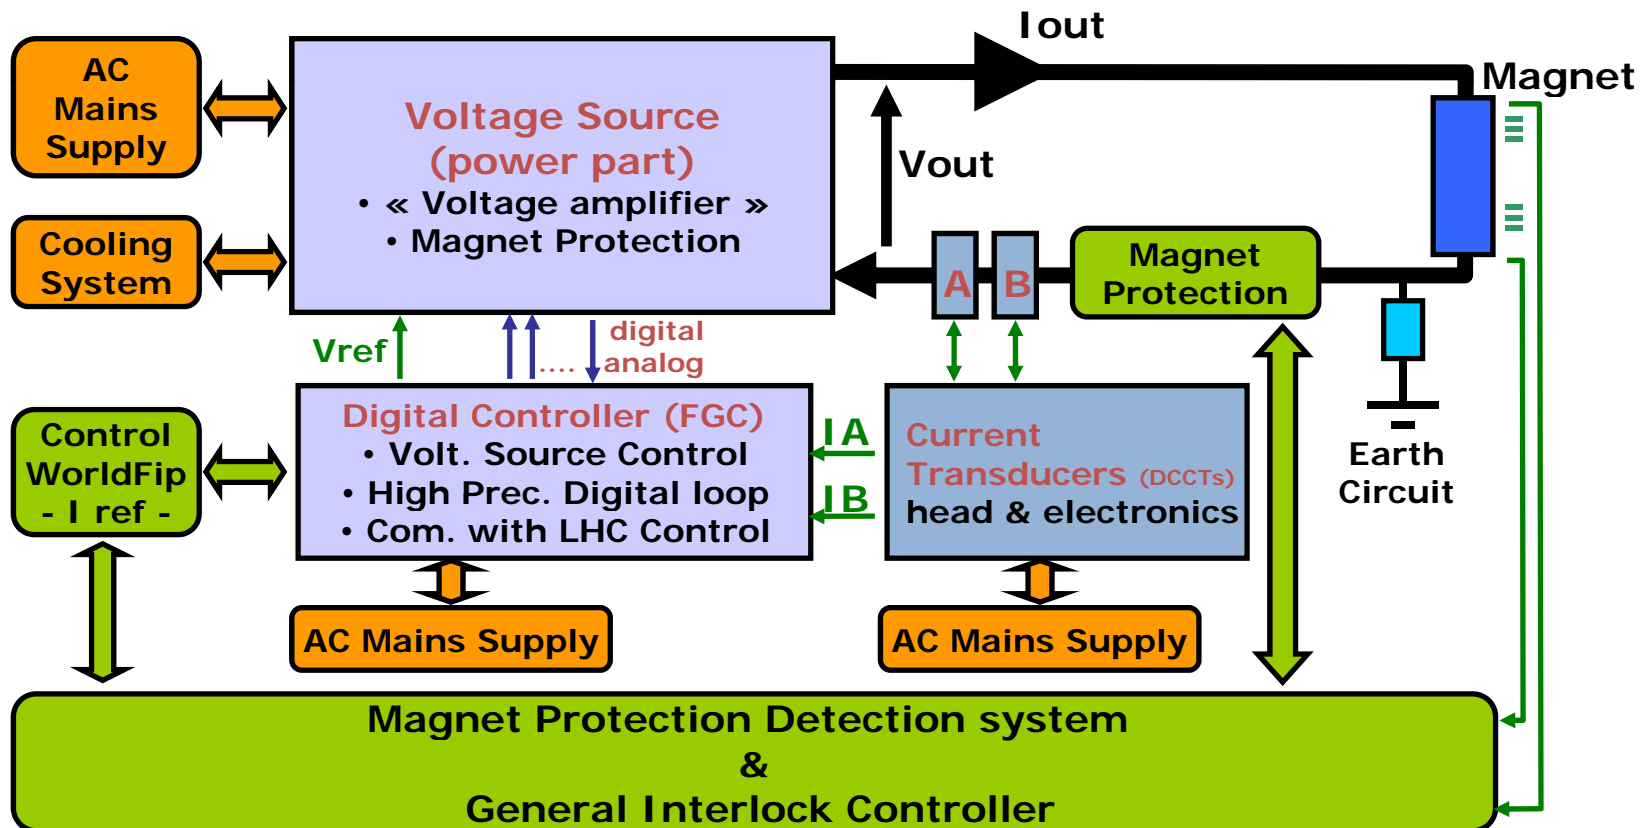 AC
Mains
Supply
Cooling
System
Voltage Source
(power part)
• « Voltage amplifier »
• Magnet Protection
Iout
Vout
Magnet
A
B
Magnet
Protection
Vref
....
digital
analog
Control
WorldFip
- I ref -
Digital Controller (FGC)
• Volt. Source Control
• High Prec. Digital loop
• Com. with LHC Control
IA
IB
Current
Transducers (DCCTs)
head & electronics
Earth
Circuit
AC Mains Supply
AC Mains Supply
Magnet Protection Detection system
&
General Interlock Controller